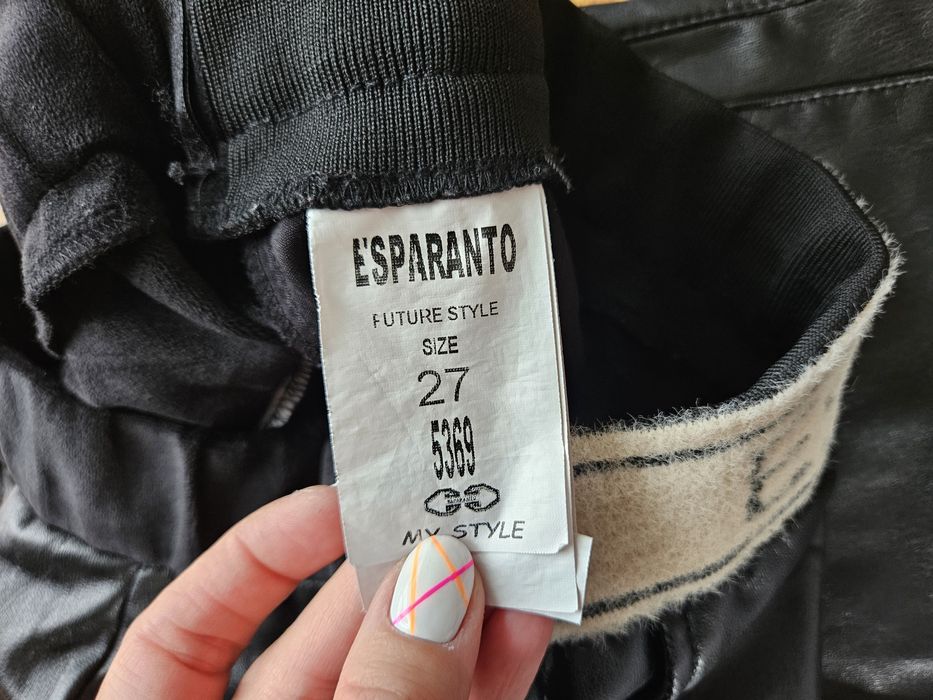 E'SPARANTO
FUTURE STYLE
SIZE
27
5369
MY STYLE